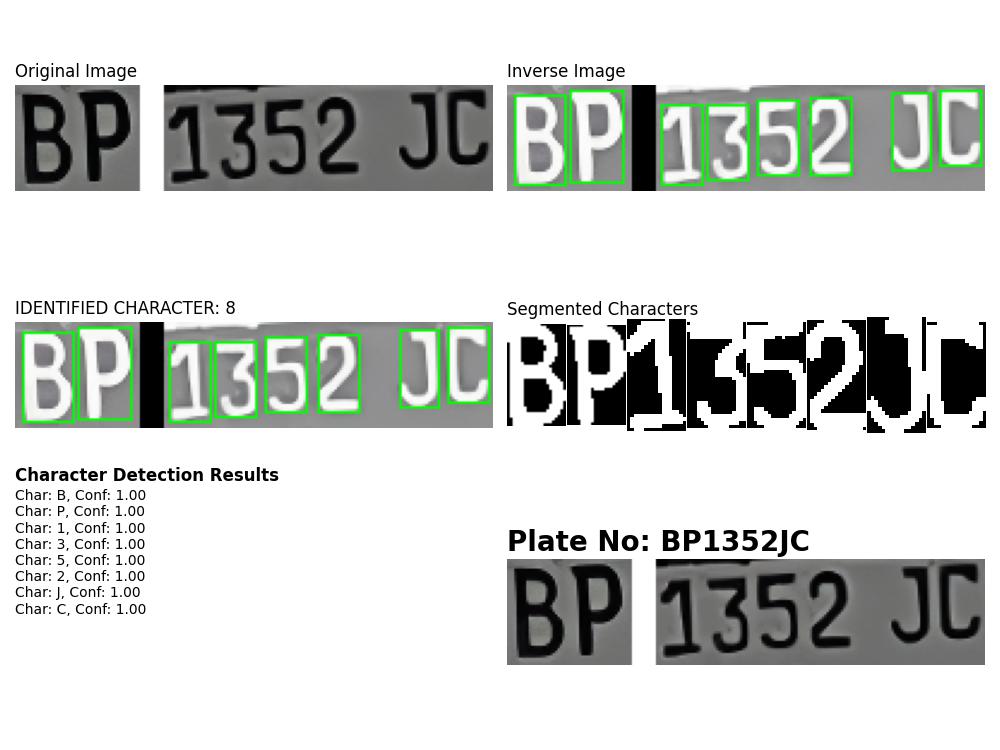 Original Image
BP 1352 JC
Inverse Image
BP 1352 JC
IDENTIFIED CHARACTER: 8
BP 1352 JC
Segmented Characters
BP1352JC
Character Detection Results
Char: B, Conf: 1.00
Char: P, Conf: 1.00
Char: 1, Conf: 1.00
Char: 3, Conf: 1.00
Char: 5, Conf: 1.00
Char: 2, Conf: 1.00
Char: J, Conf: 1.00
Char: C, Conf: 1.00
Plate No: BP1352JC
BP 1352 JC